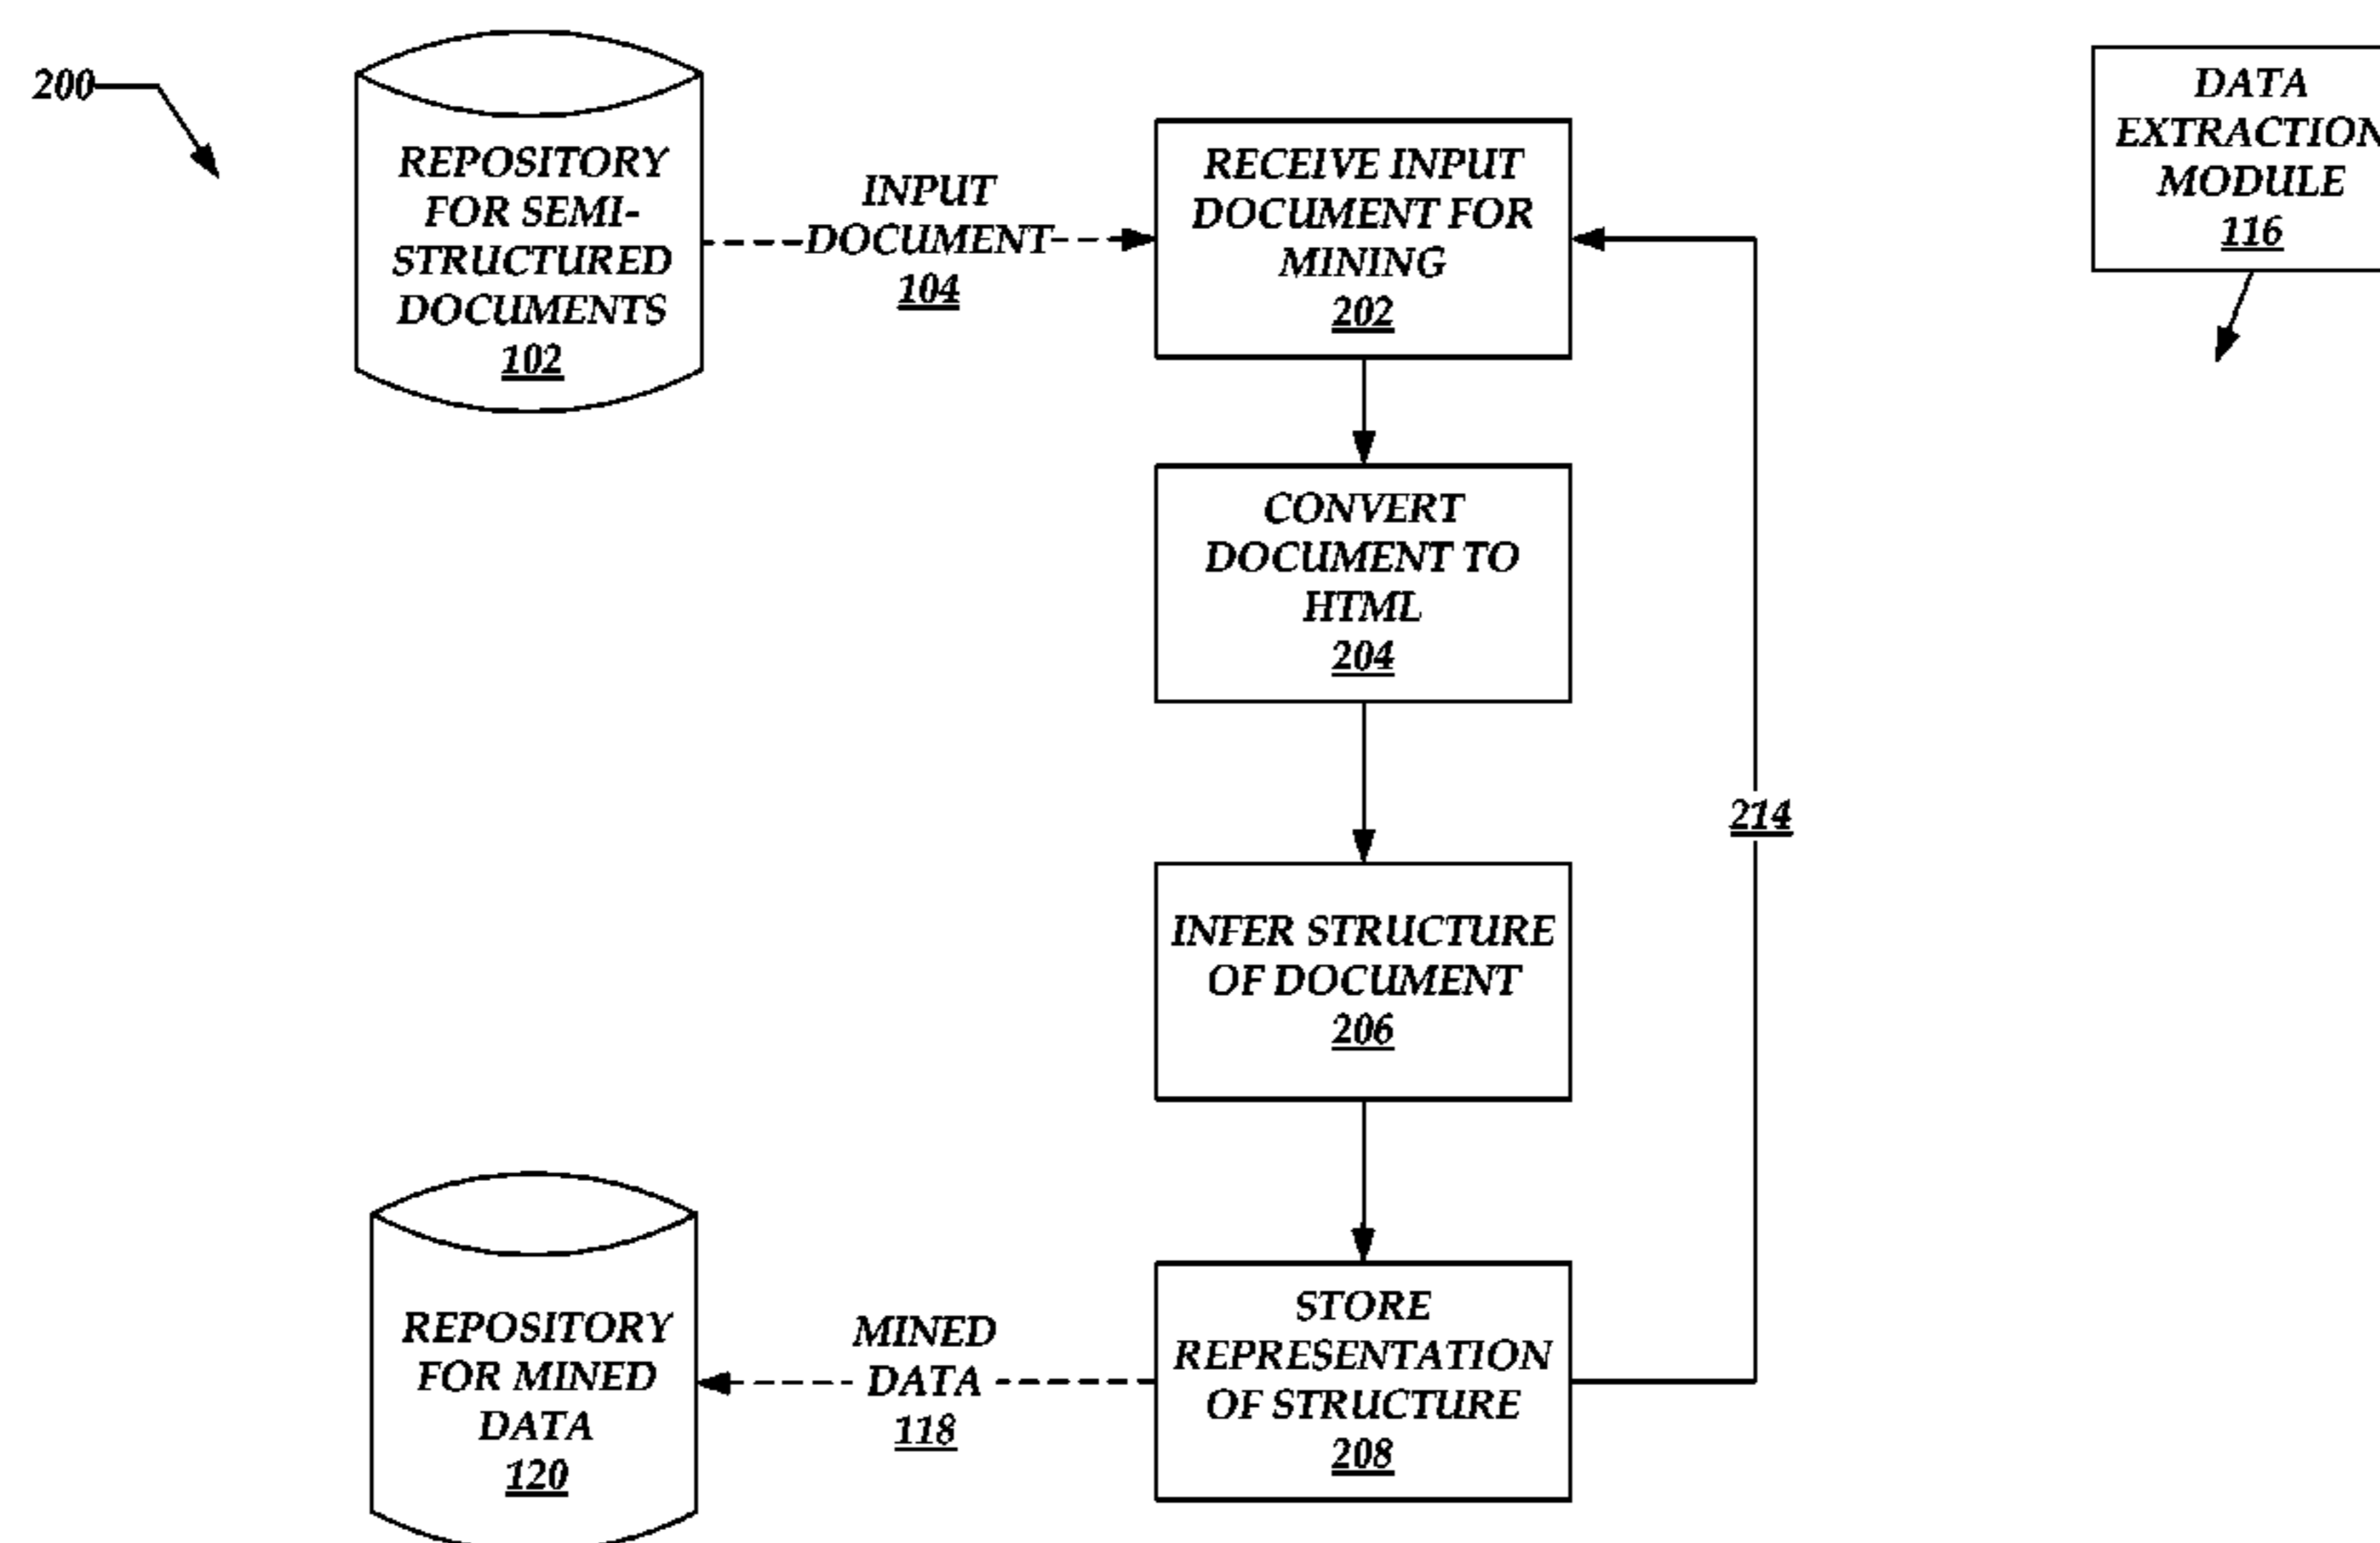 200
REPOSITORY
FOR SEMI-
STRUCTURED
DOCUMENTS
102
INPUT
DOCUMENT
104
RECEIVE INPUT
DOCUMENT FOR
MINING
202
DATA
EXTRACTION
MODULE
116
CONVERT
DOCUMENT TO
HTML
204
214
INFER STRUCTURE
OF DOCUMENT
206
REPOSITORY
FOR MINED
DATA
120
MINED
DATA
118
STORE
REPRESENTATION
OF STRUCTURE
208